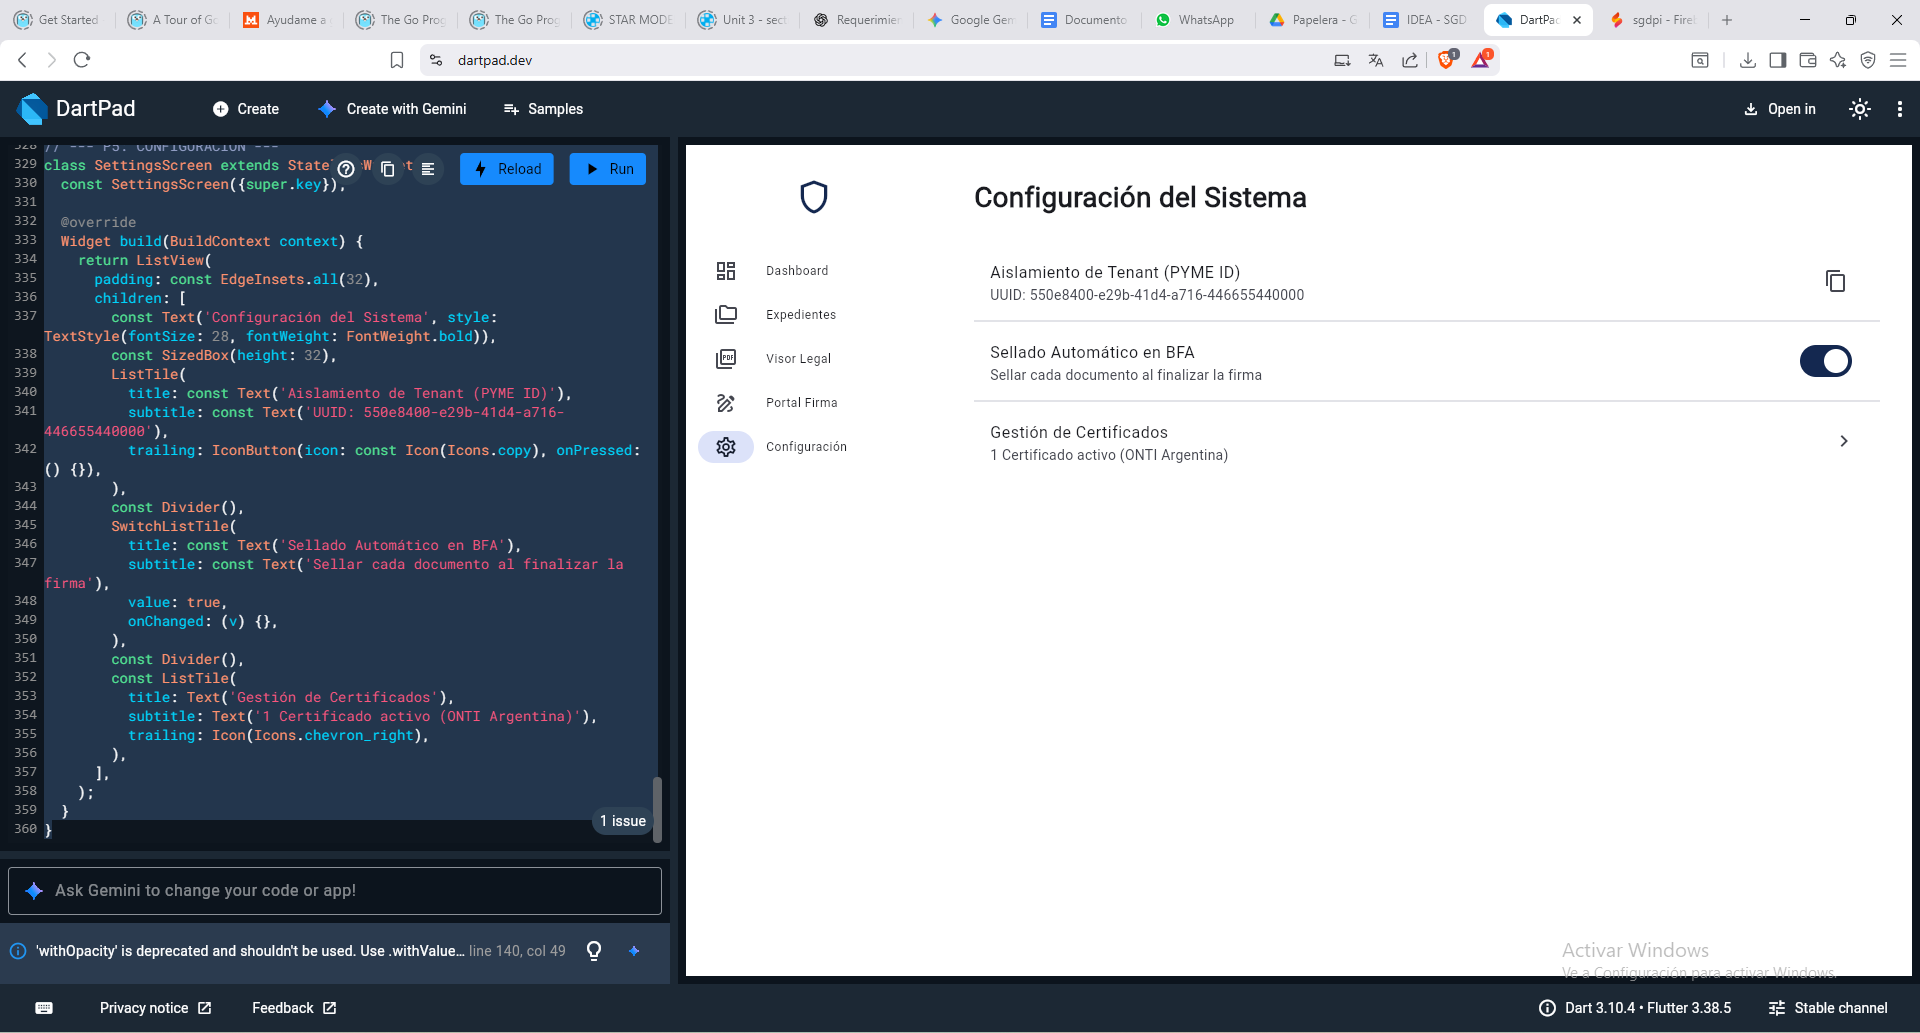 Get Started
A Tour of Go
Ayudame a
The Go Prog
The Go Prog
STAR MODE
Unit 3 - sect
Requerimier
Google Gem
Documento
WhatsApp
Papelera - G
IDEA - SGD
DartPa
sgdpi - Fireb
dartpad.dev
1
1
DartPad
Create
Create with Gemini
Samples
Open in
328 // --- P5: CONFIGURACIÓN ---
329 class SettingsScreen extends State
330 const SettingsScreen({super.key});
Reload
Run
331
332 @override
333 Widget build(BuildContext context) {
334 return ListView(
335 padding: const EdgeInsets.all(32),
336 children: [
337 const Text('Configuración del Sistema', style:
TextStyle(fontSize: 28, fontWeight: FontWeight.bold)),
338 const SizedBox(height: 32),
339 ListTile(
340 title: const Text('Aislamiento de Tenant (PYME ID)'),
341 subtitle: const Text('UUID: 550e8400-e29b-41d4-a716-
446655440000'),
342 trailing: IconButton(icon: const Icon(Icons.copy), onPressed:
() {}),
343 ),
344 const Divider(),
345 SwitchListTile(
346 title: const Text('Sellado Automático en BFA'),
347 subtitle: const Text('Sellar cada documento al finalizar la
firma'),
348 value: true,
349 onChanged: (v) {},
350 ),
351 const Divider(),
352 const ListTile(
353 title: Text('Gestión de Certificados'),
354 subtitle: Text('1 Certificado activo (ONTI Argentina)'),
355 trailing: Icon(Icons.chevron_right),
356 ),
357 ],
358 );
359 }
360 }
1 issue
Ask Gemini to change your code or app!
'withOpacity' is deprecated and shouldn't be used. Use .withValue... line 140, col 49
Dashboard
Expedientes
PDF
Visor Legal
Portal Firma
Configuración
Configuración del Sistema
Aislamiento de Tenant (PYME ID)
UUID: 550e8400-e29b-41d4-a716-446655440000
Sellado Automático en BFA
Sellar cada documento al finalizar la firma
Gestión de Certificados
1 Certificado activo (ONTI Argentina)
Activar Windows
Ve a Configuración para activar Windows.
Privacy notice
Feedback
Dart 3.10.4 • Flutter 3.38.5
Stable channel